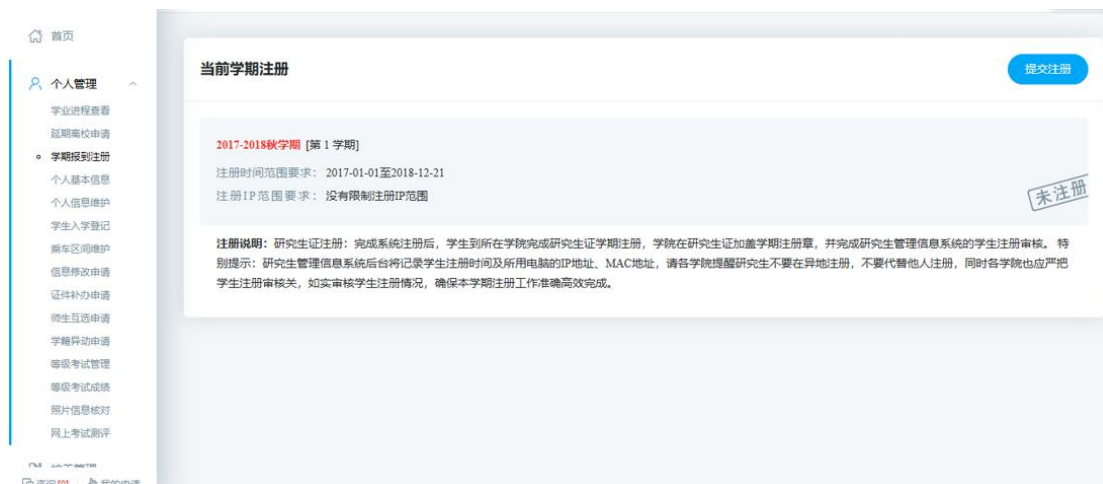 首页
个人管理
学业进程查看
延期离校申请
学期报到注册
个人基本信息
个人信息维护
学生入学登记
乘车区间维护
信息修改申请
证件补办申请
师生互选申请
学籍异动申请
等级考试管理
等级考试成绩
照片信息核对
网上考试测评
我的申请
当前学期注册
提交注册
2017-2018秋学期 [第 1 学期]
注册时间范围要求： 2017-01-01至2018-12-21
注册IP范围要求： 没有限制注册IP范围
未注册
注册说明：研究生证注册：完成系统注册后，学生到所在学院完成研究生证学期注册，学院在研究生证加盖学期注册章，并完成研究生管理信息系统的学生注册审核。 特
别提示：研究生管理信息系统后台将记录学生注册时间及所用电脑的IP地址、MAC地址，请各学院提醒研究生不要在异地注册，不要代替他人注册，同时各学院也应严把
学生注册审核关，如实审核学生注册情况，确保本学期注册工作准确高效完成。